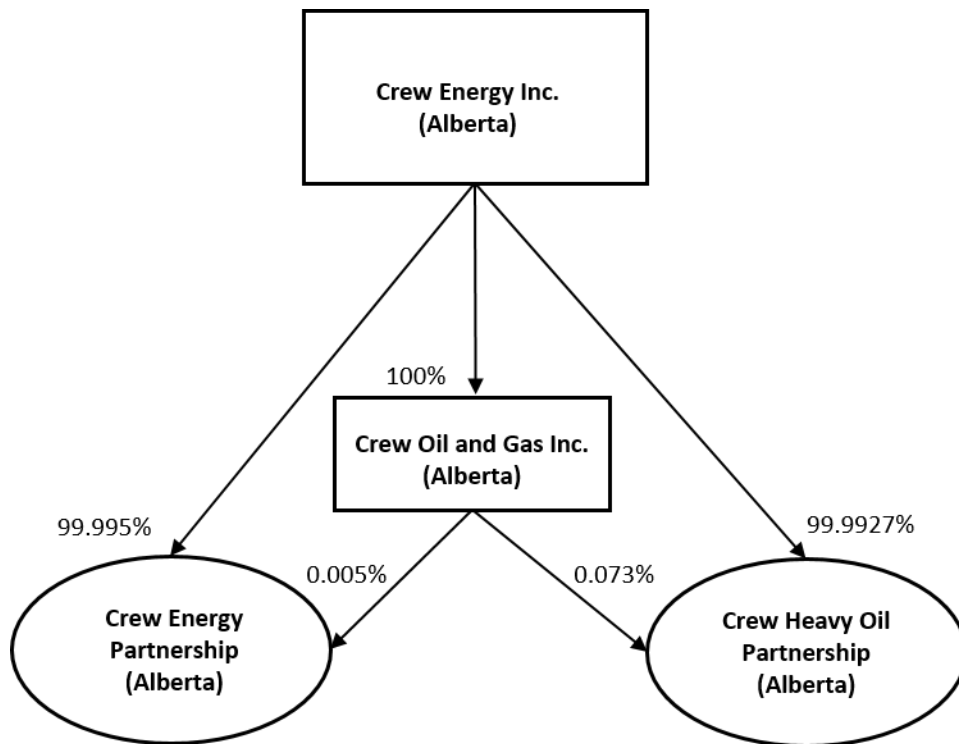 Crew Energy Inc.
(Alberta)
100%
Crew Oil and Gas Inc.
(Alberta)
99.995%
99.9927%
0.005%
0.073%
Crew Energy
Partnership
(Alberta)
Crew Heavy Oil
Partnership
(Alberta)